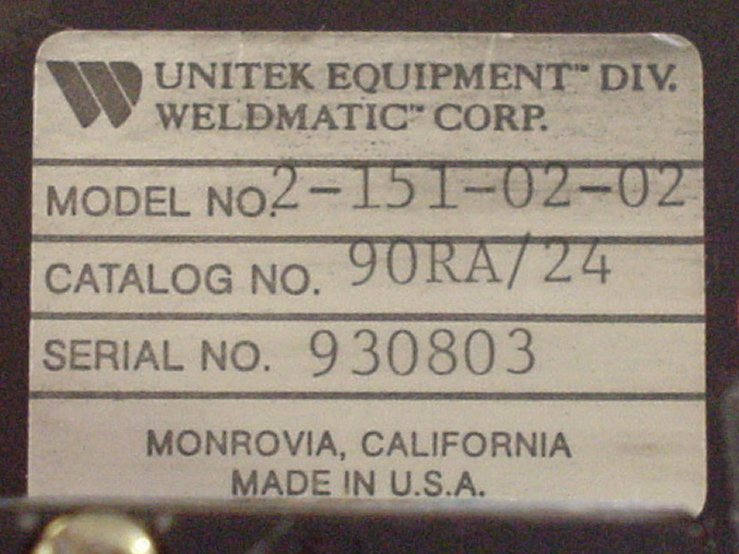 UNITEK EQUIPMENT™ DIV.
WELDMATIC™ CORP.
MODEL NO. 2-151-02-02
CATALOG NO. 90RA/24
SERIAL NO. 930803
MONROVIA, CALIFORNIA
MADE IN U.S.A.